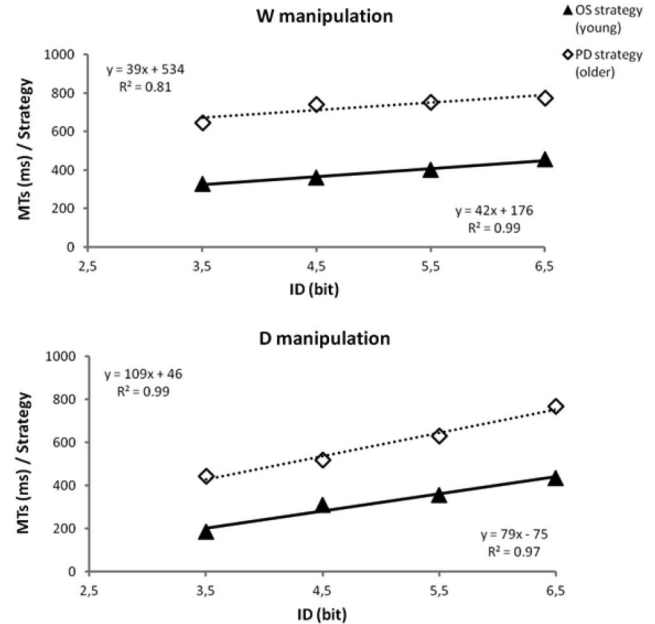 W manipulation
▲ OS strategy
(young)
◇ PD strategy
(older)
1000
800
600
400
200
0
y = 39x + 534
R² = 0.81
y = 42x + 176
R² = 0.99
MTs (ms) / Strategy
2,5 3,5 4,5 5,5 6,5
ID (bit)
D manipulation
1000
800
600
400
200
0
y = 109x + 46
R² = 0.99
y = 79x - 75
R² = 0.97
MTs (ms) / Strategy
2,5 3,5 4,5 5,5 6,5
ID (bit)